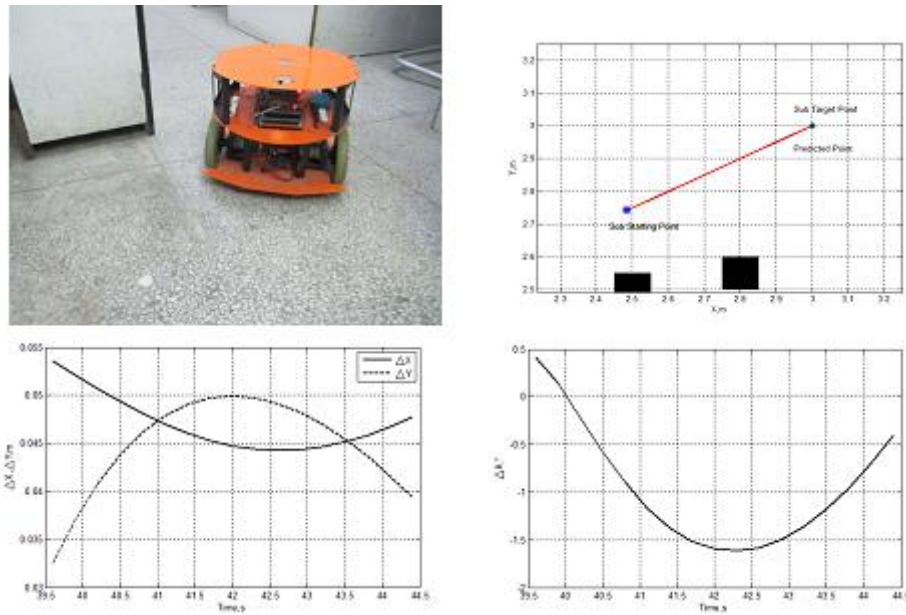 3.2
3.1
3
2.9
2.8
2.7
2.6
2.5
Y,m
Sub Target Point
Predicted Point
Sub Starting Point
2.3 2.4 2.5 2.6 2.7 2.8 2.9 3 3.1 3.2
X,m
0.055
0.05
0.045
0.04
0.035
0.03
△X, △Y,m
△X
△Y
39.5 40 40.5 41 41.5 42 42.5 43 43.5 44 44.5
Time,s
0.5
0
-0.5
-1
-1.5
-2
39.5 40 40.5 41 41.5 42 42.5 43 43.5 44 44.5
Time,s